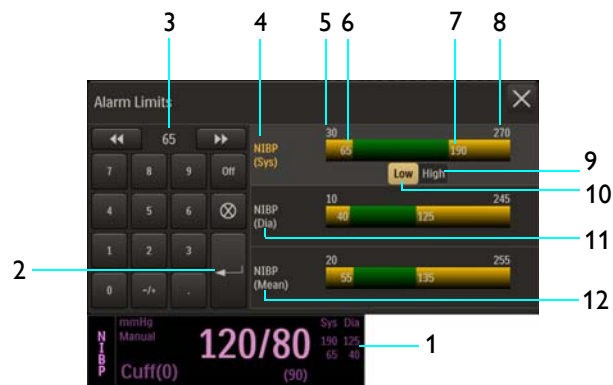 3 4 5 6 7 8
Alarm Limits
65
30 270
NIBP
(Sys)
65 190
7 8 9 Off
Low High
9
10
4 5 6
10 245
NIBP
(Dia)
40 125
11
1 2 3
2
20 255
NIBP
(Mean)
55 135
0 -/+ .
12
NIBP
mmHg
Manual
120/80
Sys Dia
190 125
65 40
1
Cuff(0)
(90)